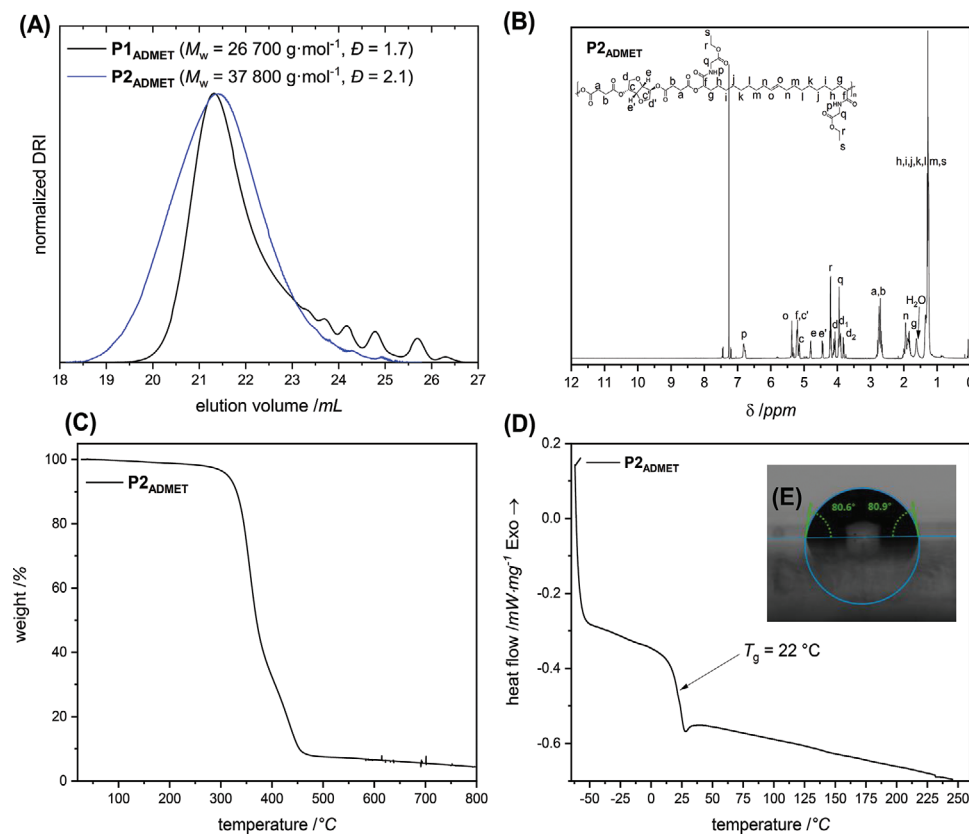 (A)
P1ADMET (Mw = 26 700 g·mol-1, Đ = 1.7)
P2ADMET (Mw = 37 800 g·mol-1, Đ = 2.1)
normalized DRI
18 19 20 21 22 23 24 25 26 27
elution volume /mL
(B)
P2ADMET
h,i,j,k,l,m,s
r
q
a,b
H2O
o
f,c'
c
d
d1
d2
n
g
p
e
e'
12 11 10 9 8 7 6 5 4 3 2 1 0
δ /ppm
(C)
P2ADMET
weight /%
100
80
60
40
20
0
100 200 300 400 500 600 700 800
temperature /°C
(D)
P2ADMET
(E)
80.6° 80.9°
heat flow /mW·mg-1 Exo →
0.2
0.0
-0.2
-0.4
-0.6
Tg = 22 °C
-50 -25 0 25 50 75 100 125 150 175 200 225 250
temperature /°C